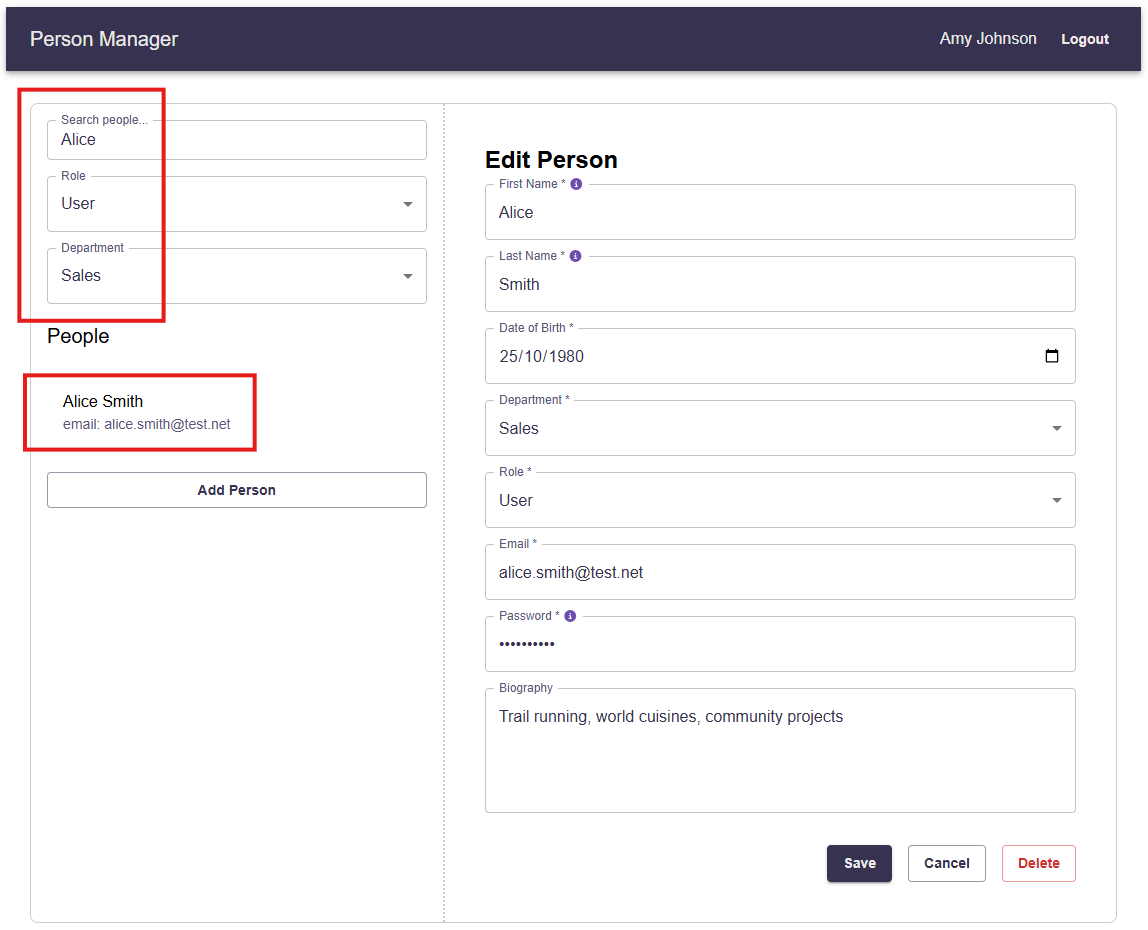 Person Manager
Amy Johnson Logout
Search people...
Alice
Role
User
Department
Sales
People
Alice Smith
email: alice.smith@test.net
Add Person
Edit Person
First Name *
Alice
Last Name *
Smith
Date of Birth *
25/10/1980
Department *
Sales
Role *
User
Email *
alice.smith@test.net
Password *
••••••••••
Biography
Trail running, world cuisines, community projects
Save Cancel Delete